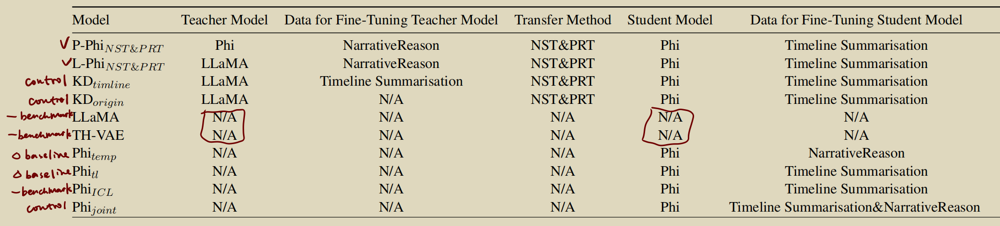 Model Teacher Model Data for Fine-Tuning Teacher Model Transfer Method Student Model Data for Fine-Tuning Student Model
✓ P-Phi NST&PRT Phi NarrativeReason NST&PRT Phi Timeline Summarisation
✓ L-Phi NST&PRT LLaMA NarrativeReason NST&PRT Phi Timeline Summarisation
control KD timline LLaMA Timeline Summarisation NST&PRT Phi Timeline Summarisation
control KD origin LLaMA N/A NST&PRT Phi Timeline Summarisation
– benchmark LLaMA N/A N/A N/A N/A N/A
– benchmark TH-VAE N/A N/A N/A N/A N/A
△ baseline Phi temp N/A N/A N/A Phi NarrativeReason
△ baseline Phi tl N/A N/A N/A Phi Timeline Summarisation
– benchmark Phi ICL N/A N/A N/A Phi Timeline Summarisation
control Phi joint N/A N/A N/A Phi Timeline Summarisation&NarrativeReason